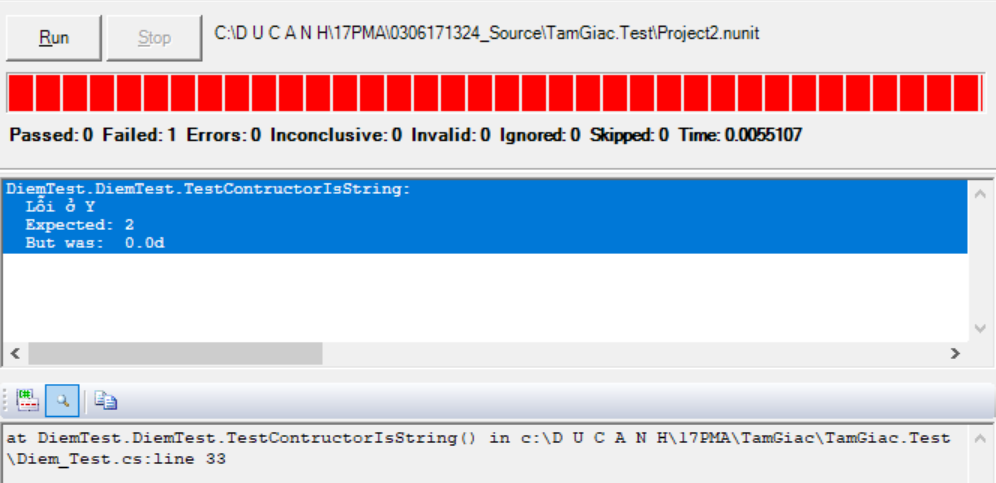 Run
Stop
C:\D U C A N H\17PMA\0306171324_Source\TamGiac.Test\Project2.nunit
Passed: 0 Failed: 1 Errors: 0 Inconclusive: 0 Invalid: 0 Ignored: 0 Skipped: 0 Time: 0.0055107
DiemTest.DiemTest.TestContructorIsString:
Lỗi ở Y
Expected: 2
But was: 0.0d
at DiemTest.DiemTest.TestContructorIsString() in c:\D U C A N H\17PMA\TamGiac\TamGiac.Test
\Diem_Test.cs:line 33